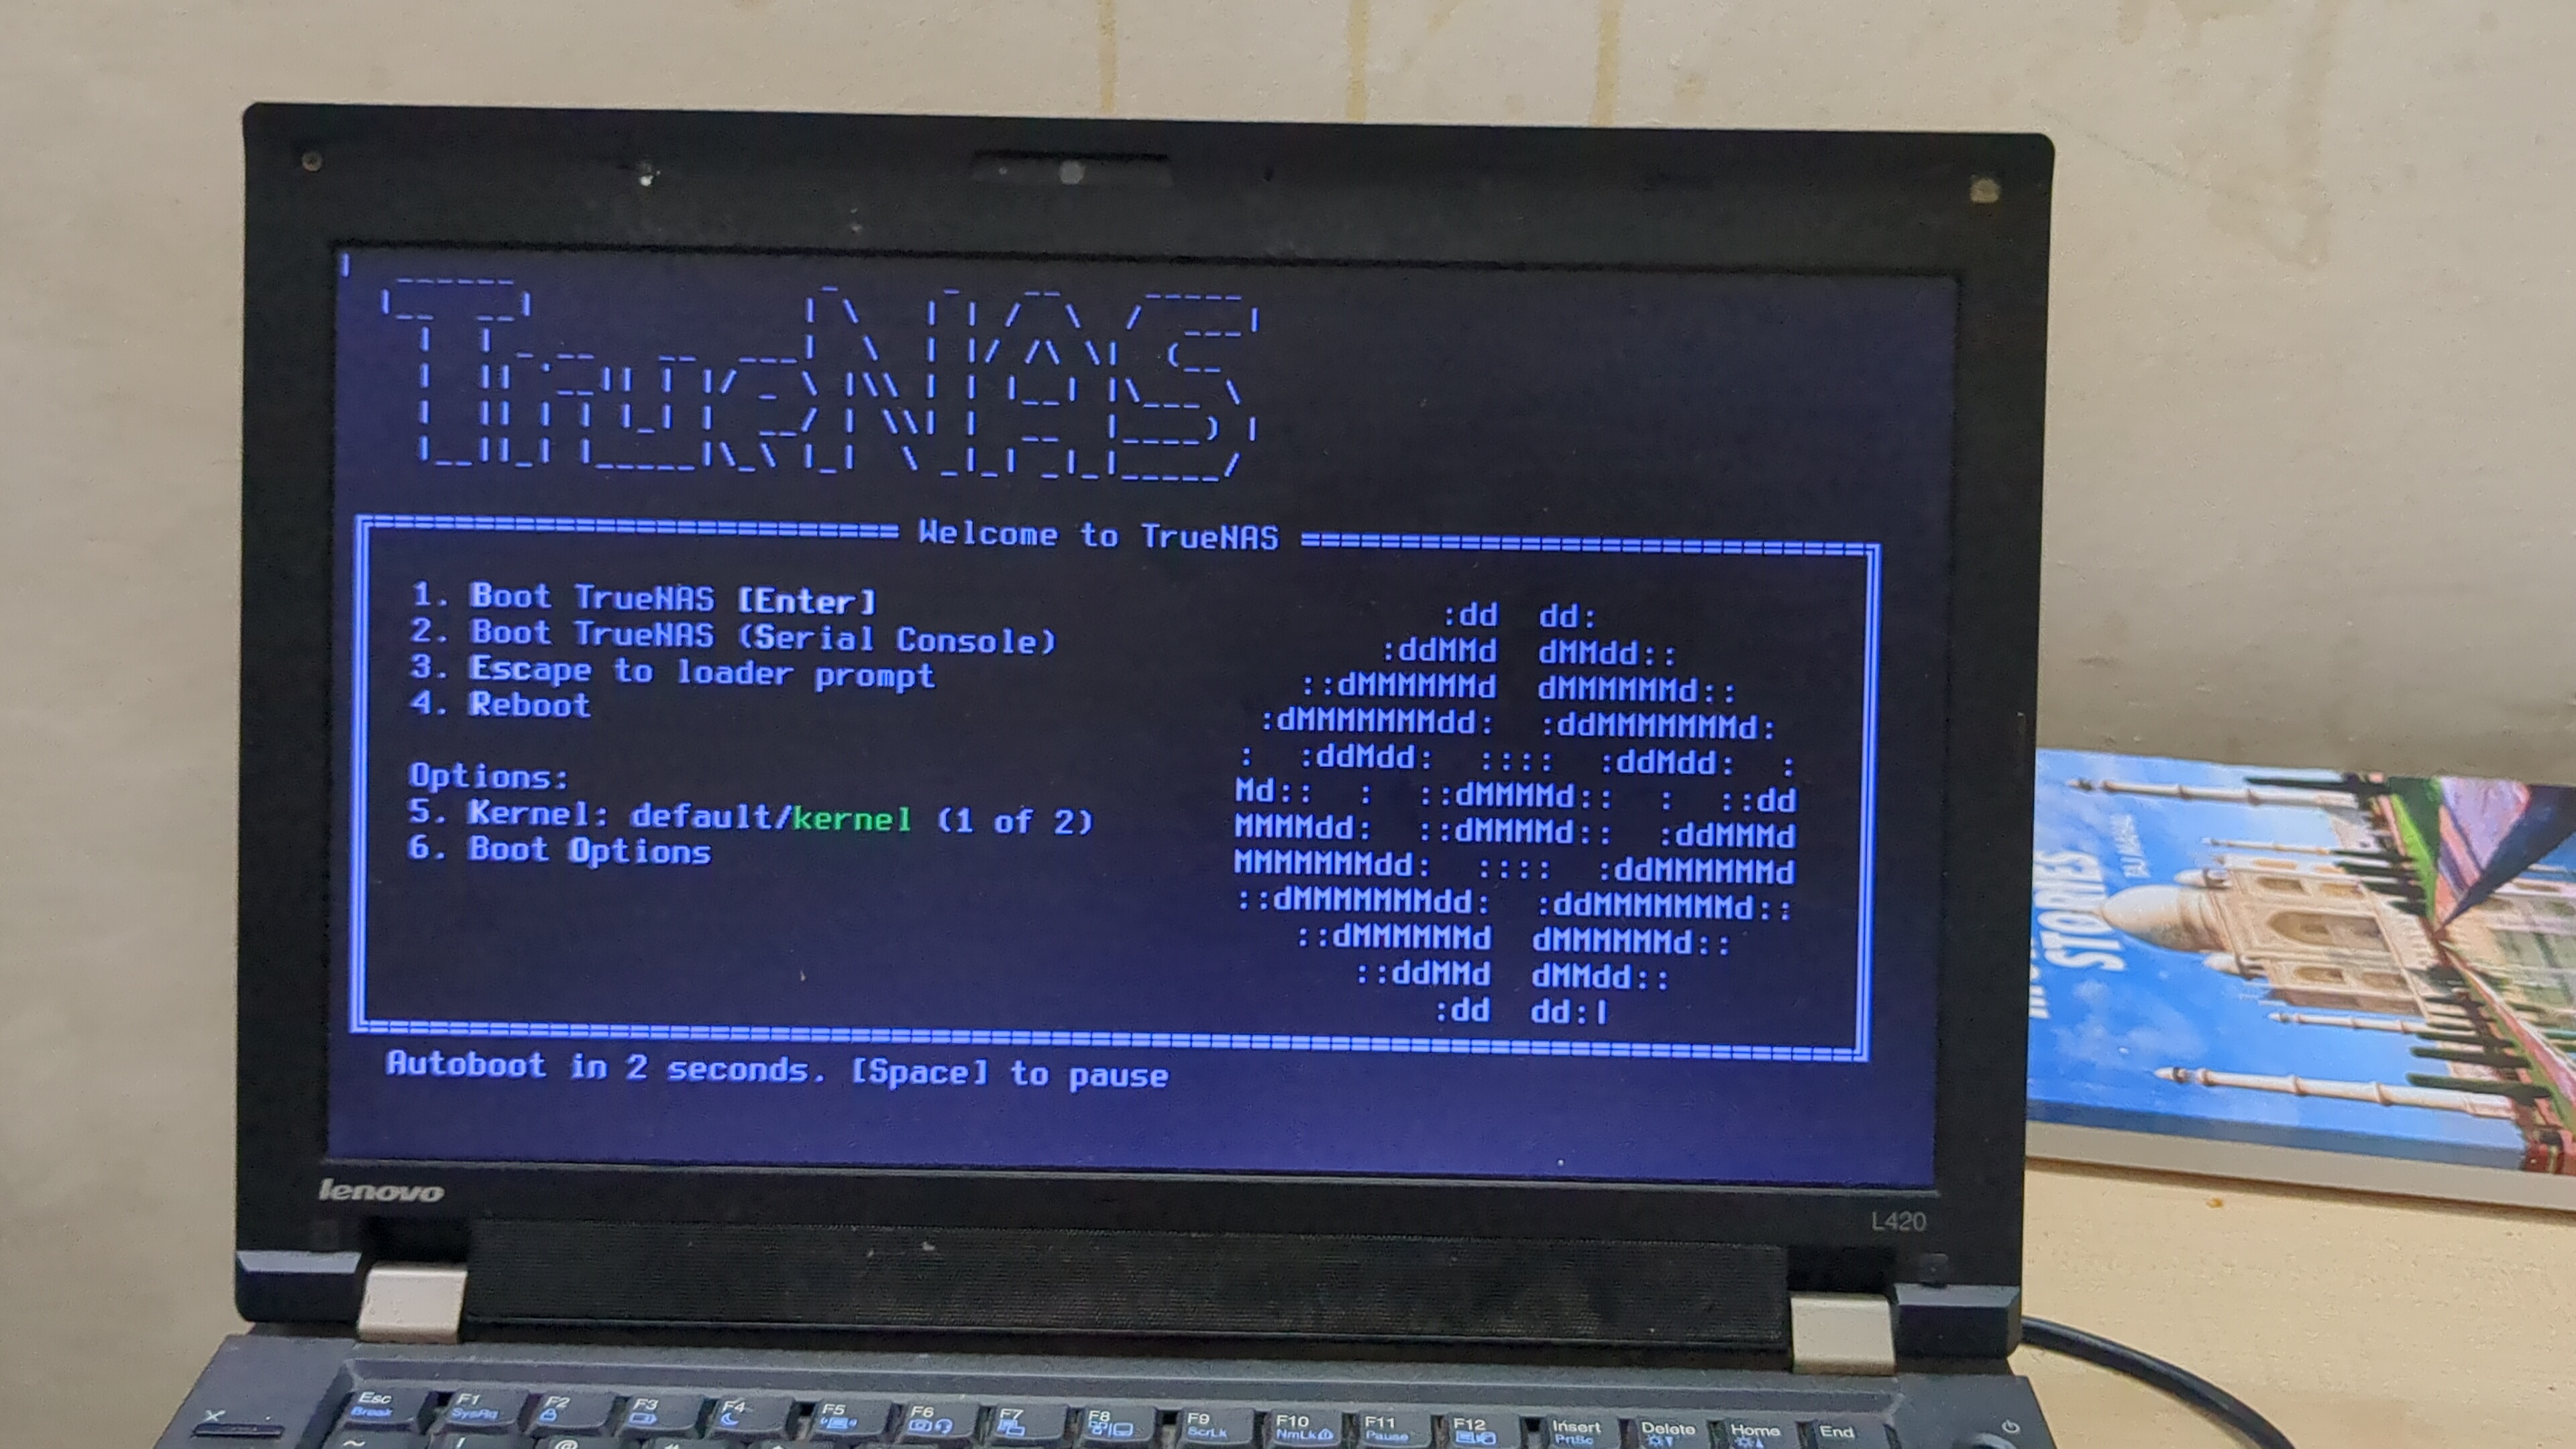 Welcome to TrueNAS
1. Boot TrueNAS [Enter]
2. Boot TrueNAS (Serial Console)
3. Escape to loader prompt
4. Reboot
Options:
5. Kernel: default/kernel (1 of 2)
6. Boot Options
:dd dd:
:ddMMd dMMdd::
::dMMMMMMd dMMMMMMd::
:dMMMMMMMdd: :ddMMMMMMMd:
: :ddMdd: :::: :ddMdd: :
Md:: : ::dMMMMd:: : ::dd
MMMMdd: ::dMMMMd:: :ddMMMd
MMMMMMMdd: :::: :ddMMMMMMd
::dMMMMMMMdd: :ddMMMMMMMd::
::dMMMMMMd dMMMMMMd::
::ddMMd dMMdd::
:dd dd:|
Autoboot in 2 seconds. [Space] to pause
lenovo
L420
STORIES
Esc Break
F1 SysRq
F2
F3
F4
F5
F6
F7
F8
F9 ScrLk
F10 NmLk
F11 Pause
F12
Insert PrtSc
Delete
Home
End